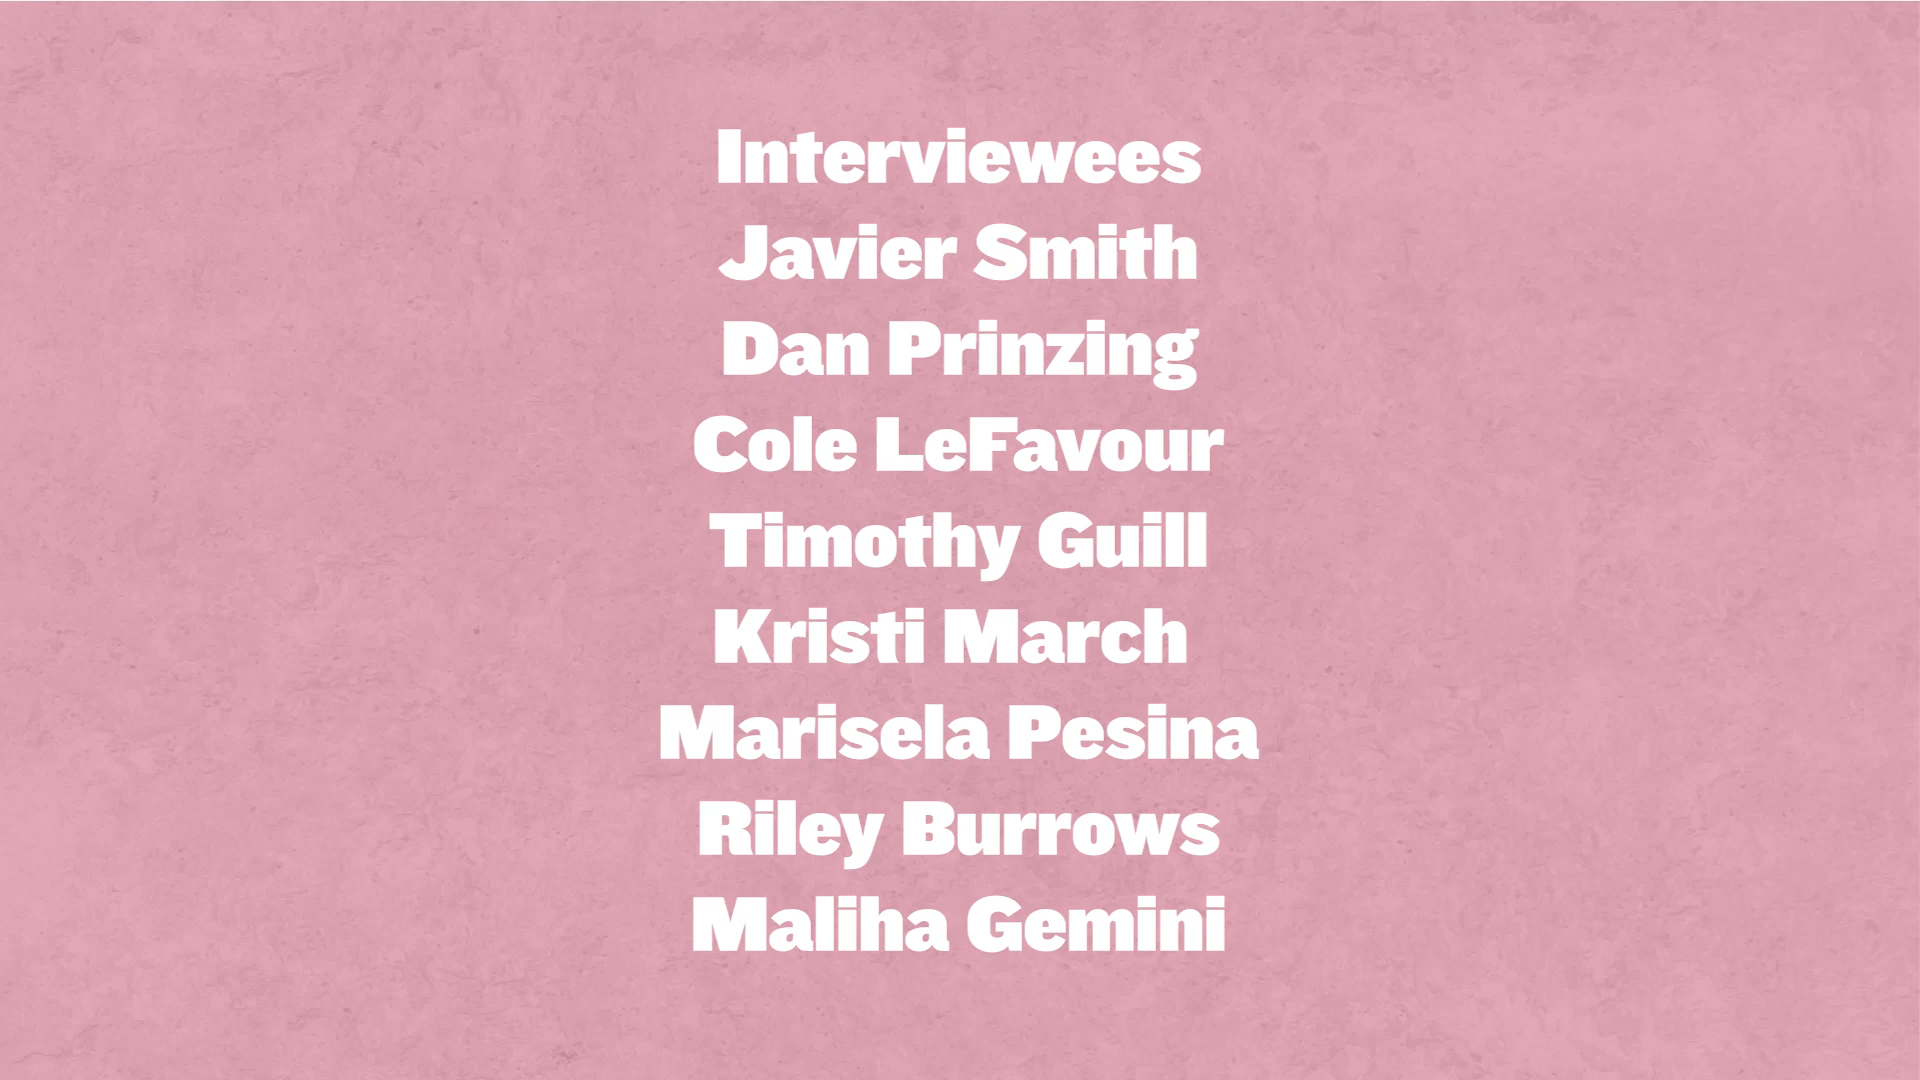 Interviewees
Javier Smith
Dan Prinzing
Cole LeFavour
Timothy Guill
Kristi March
Marisela Pesina
Riley Burrows
Maliha Gemini